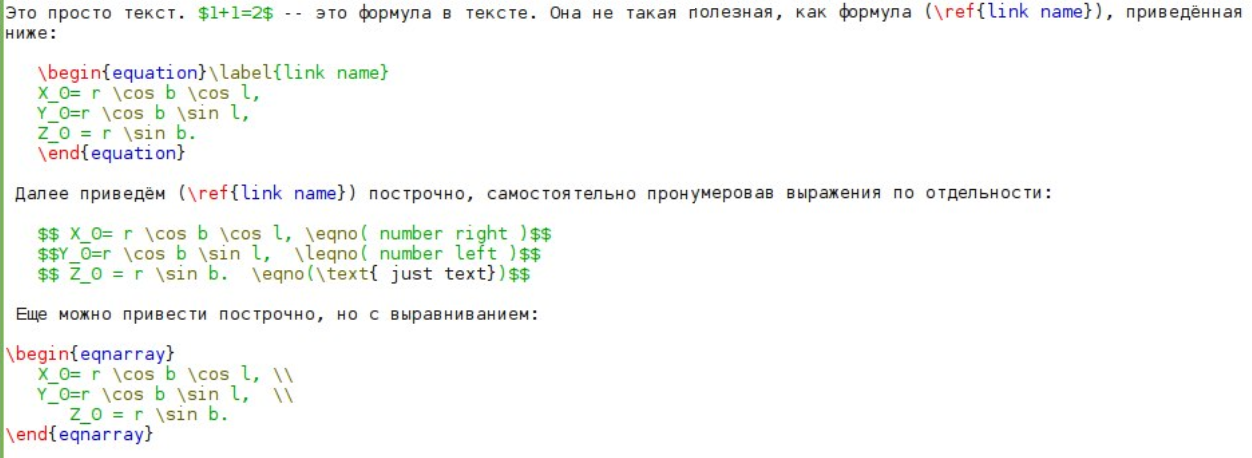 Это просто текст. $1+1=2$ -- это формула в тексте. Она не такая полезная, как формула (\ref{link name}), приведённая
ниже:
\begin{equation}\label{link name}
X_O= r \cos b \cos l,
Y_O=r \cos b \sin l,
Z_O = r \sin b.
\end{equation}
Далее приведём (\ref{link name}) построчно, самостоятельно пронумеровав выражения по отдельности:
$$ X_O= r \cos b \cos l, \eqno( number right )$$
$$Y_O=r \cos b \sin l,  \leqno( number left )$$
$$ Z_O = r \sin b.  \eqno(\text{ just text})$$
Еще можно привести построчно, но с выравниванием:
\begin{eqnarray}
X_O= r \cos b \cos l, \\
Y_O=r \cos b \sin l,  \\
Z_O = r \sin b.
\end{eqnarray}